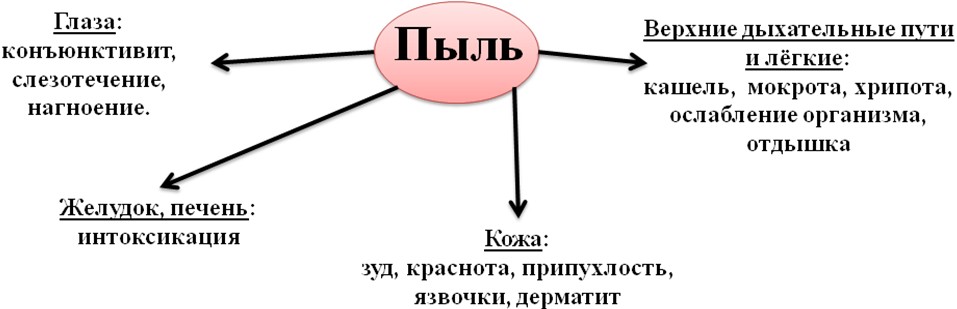 Пыль
Глаза:
конъюнктивит,
слезотечение,
нагноение.
Верхние дыхательные пути
и лёгкие:
кашель, мокрота, хрипота,
ослабление организма,
отдышка
Желудок, печень:
интоксикация
Кожа:
зуд, краснота, припухлость,
язвочки, дерматит